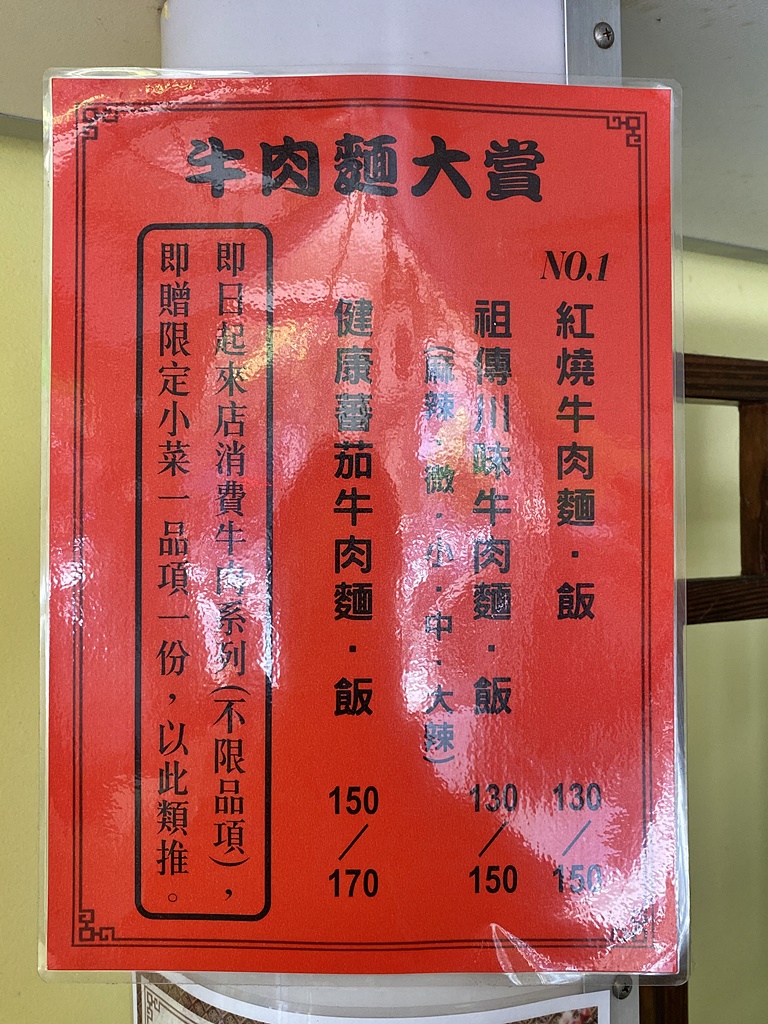 牛肉麵大賞
NO.1
紅燒牛肉麵．飯 130／150
祖傳川味牛肉麵．飯 130／150
(麻辣．微．小．中．大辣)
健康蕃茄牛肉麵．飯 150／170
即日起來店消費牛肉系列(不限品項)，
即贈限定小菜一品項一份，以此類推。